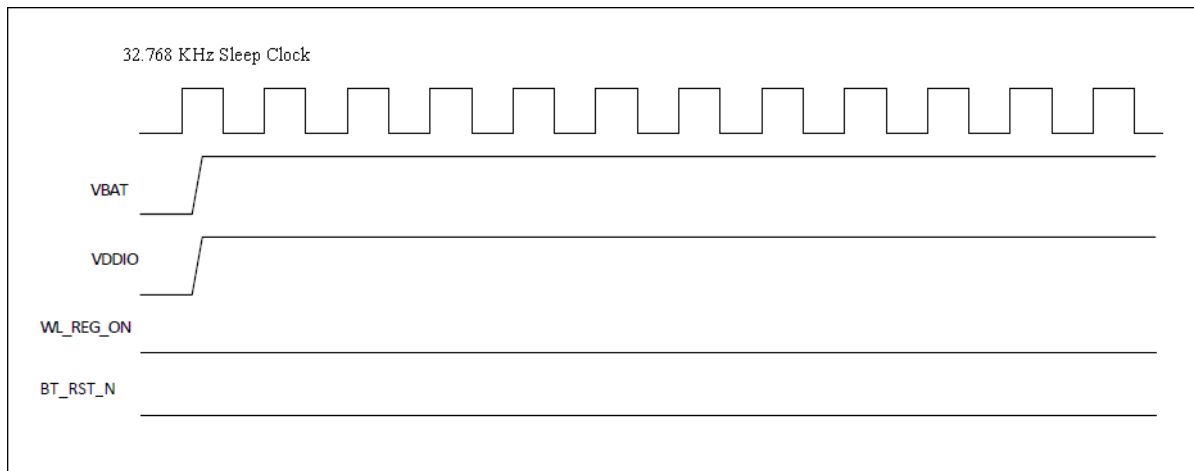 32.768 KHz Sleep Clock
VBAT
VDDIO
WL_REG_ON
BT_RST_N